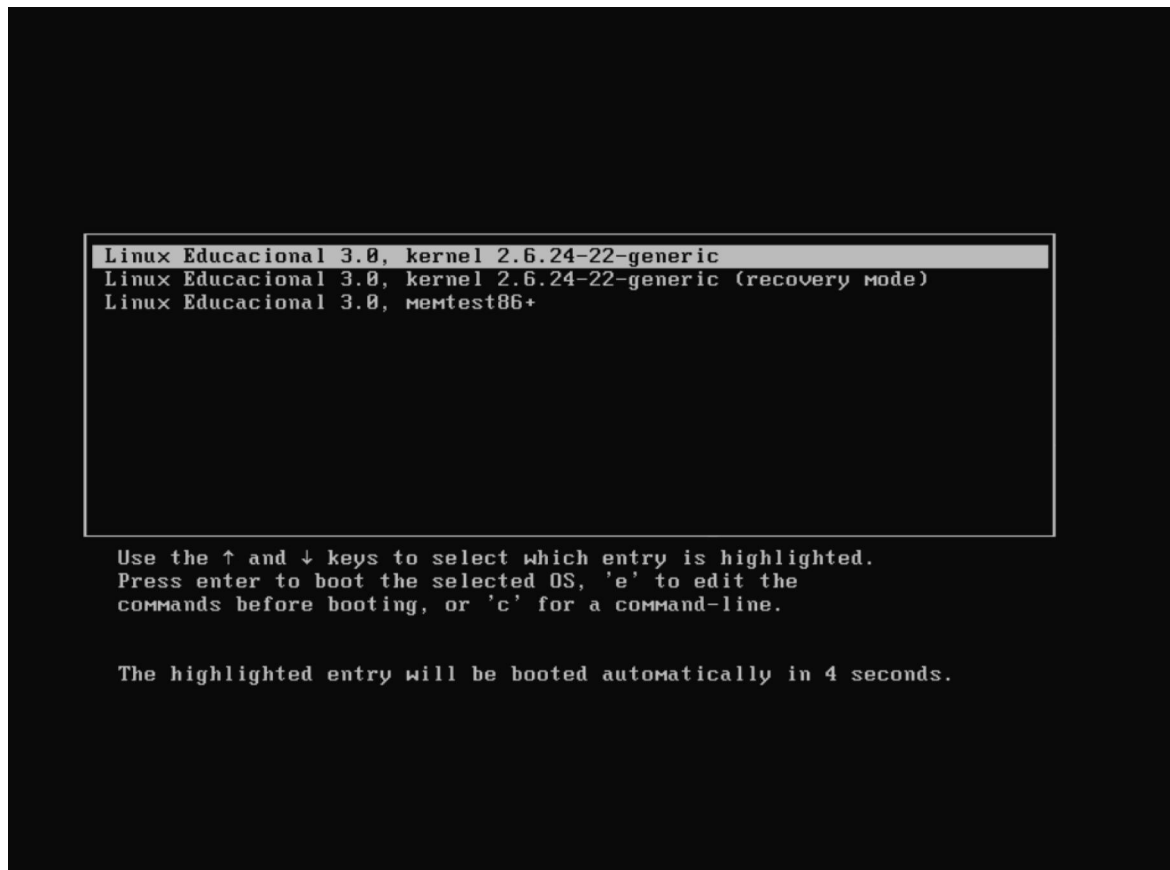 Linux Educacional 3.0, kernel 2.6.24-22-generic
Linux Educacional 3.0, kernel 2.6.24-22-generic (recovery mode)
Linux Educacional 3.0, memtest86+
Use the ↑ and ↓ keys to select which entry is highlighted.
Press enter to boot the selected OS, 'e' to edit the
commands before booting, or 'c' for a command-line.
The highlighted entry will be booted automatically in 4 seconds.